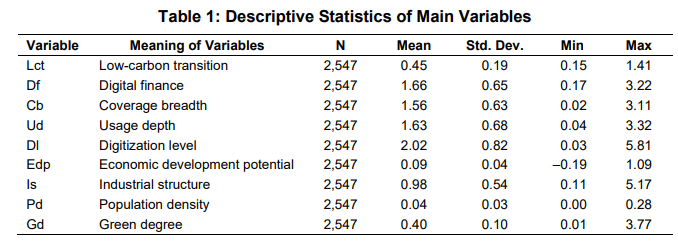 Table 1: Descriptive Statistics of Main Variables
Variable Meaning of Variables N Mean Std. Dev. Min Max
Lct Low-carbon transition 2,547 0.45 0.19 0.15 1.41
Df Digital finance 2,547 1.66 0.65 0.17 3.22
Cb Coverage breadth 2,547 1.56 0.63 0.02 3.11
Ud Usage depth 2,547 1.63 0.68 0.04 3.32
Dl Digitization level 2,547 2.02 0.82 0.03 5.81
Edp Economic development potential 2,547 0.09 0.04 –0.19 1.09
Is Industrial structure 2,547 0.98 0.54 0.11 5.17
Pd Population density 2,547 0.04 0.03 0.00 0.28
Gd Green degree 2,547 0.40 0.10 0.01 3.77